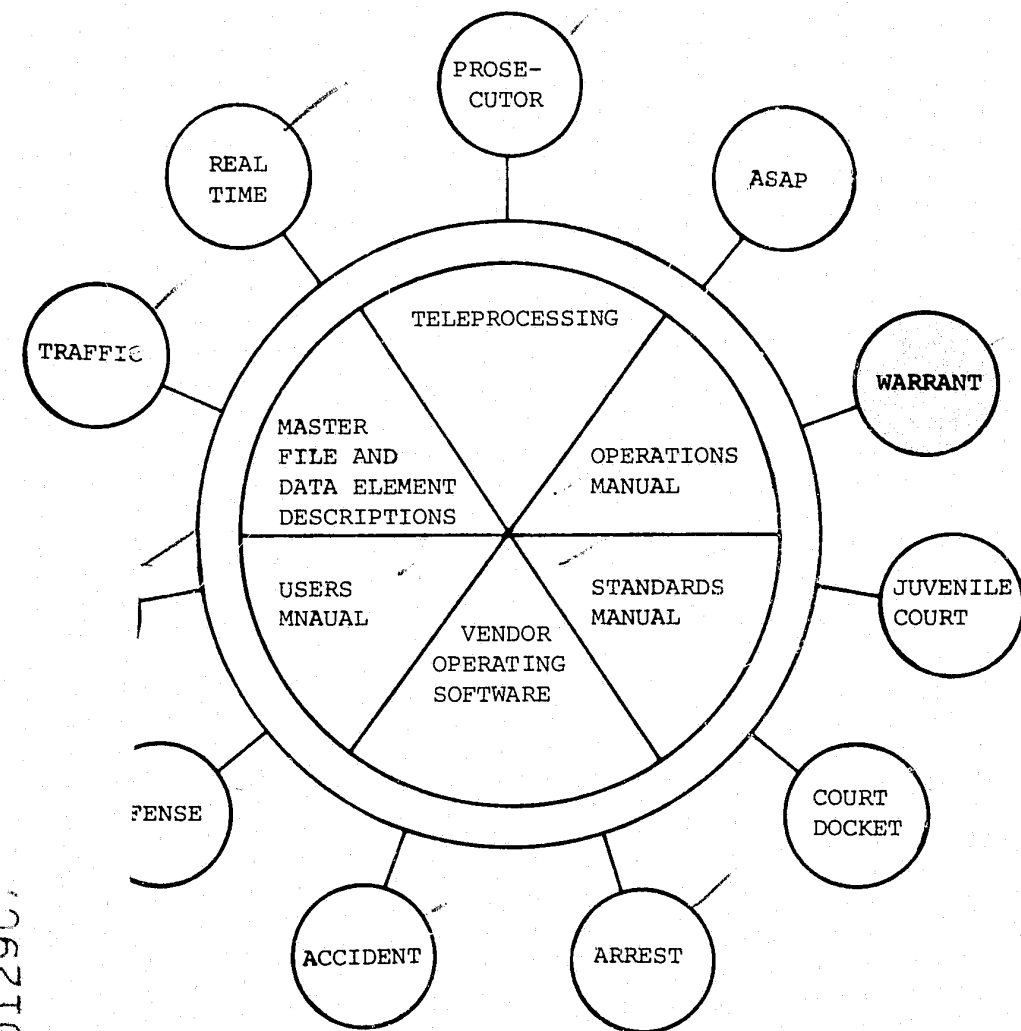 PROSE-
CUTOR
REAL
TIME
ASAP
TRAFFIC
WARRANT
TELEPROCESSING
MASTER
FILE AND
DATA ELEMENT
DESCRIPTIONS
OPERATIONS
MANUAL
USERS
MNAUAL
STANDARDS
MANUAL
VENDOR
OPERATING
SOFTWARE
JUVENILE
COURT
COURT
DOCKET
FENSE
ACCIDENT
ARREST